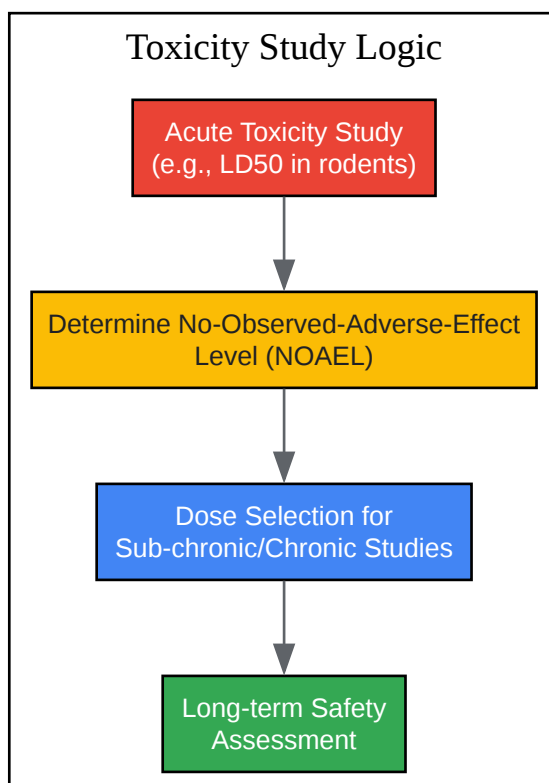 Toxicity Study Logic
Acute Toxicity Study
(e.g., LD50 in rodents)
Determine No-Observed-Adverse-Effect
Level (NOAEL)
Dose Selection for
Sub-chronic/Chronic Studies
Long-term Safety
Assessment